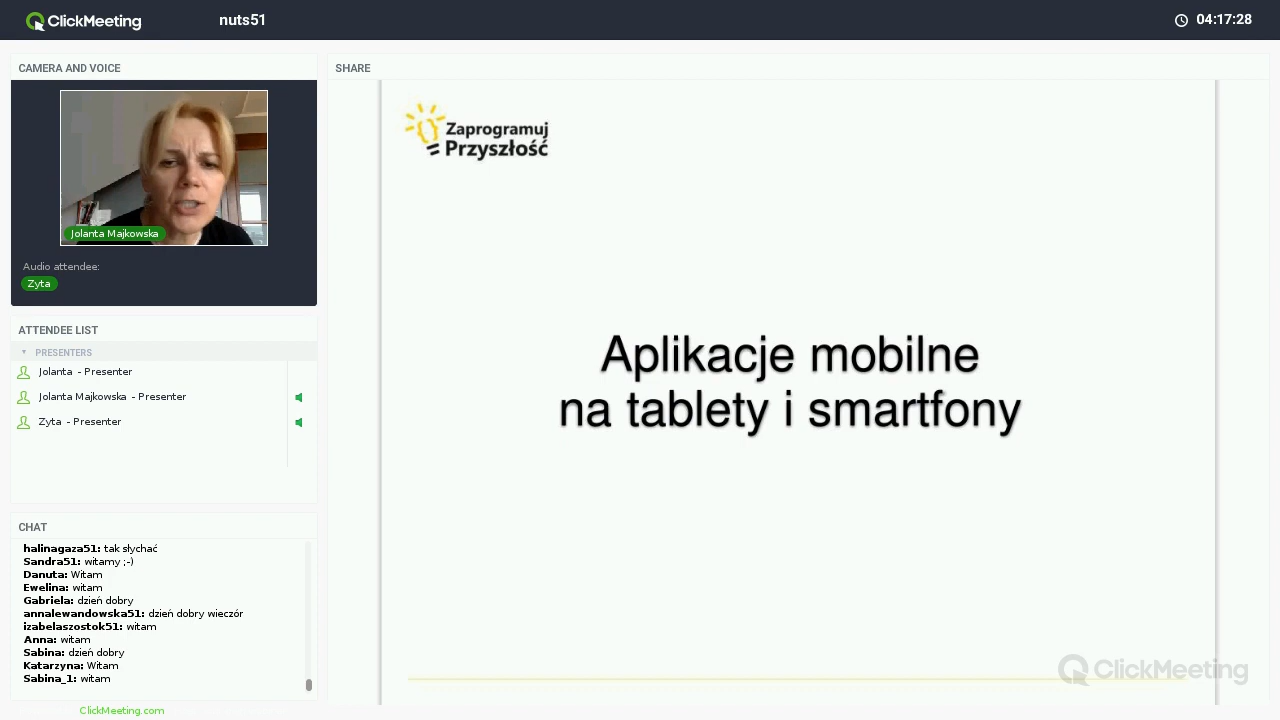 ClickMeeting
nuts51
04:17:28
CAMERA AND VOICE
Jolanta Majkowska
Audio attendee:
Zyta
ATTENDEE LIST
PRESENTERS
Jolanta - Presenter
Jolanta Majkowska - Presenter
Zyta - Presenter
CHAT
halinagaza51: tak słychać
Sandra51: witamy ;-)
Danuta: Witam
Ewelina: witam
Gabriela: dzień dobry
annalewandowska51: dzień dobry wieczór
izabelaszostok51: witam
Anna: witam
Sabina: dzień dobry
Katarzyna: Witam
Sabina_1: witam
ClickMeeting.com
SHARE
Zaprogramuj
Przyszłość
Aplikacje mobilne
na tablety i smartfony
ClickMeeting